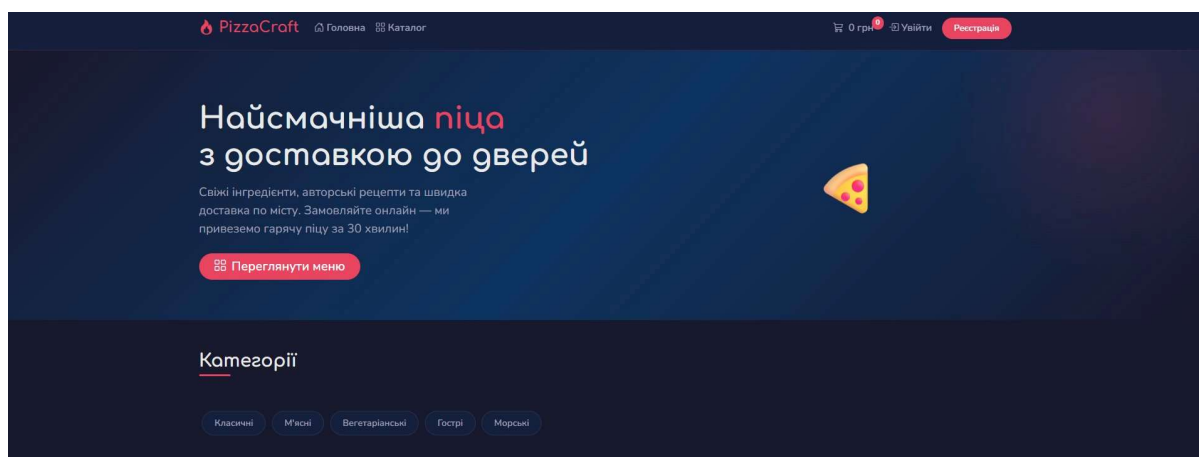 PizzaCraft Головна Каталог 0 грн 0 Увійти Реєстрація
Найсмачніша піца
з доставкою до дверей
Свіжі інгредієнти, авторські рецепти та швидка
доставка по місту. Замовляйте онлайн — ми
привеземо гарячу піцу за 30 хвилин!
Переглянути меню
Категорії
Класичні М'ясні Вегетаріанські Гострі Морські